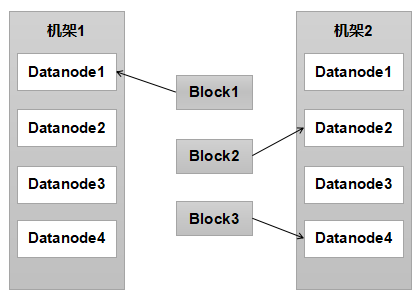 机架1
Datanode1
Datanode2
Datanode3
Datanode4
Block1
Block2
Block3
机架2
Datanode1
Datanode2
Datanode3
Datanode4